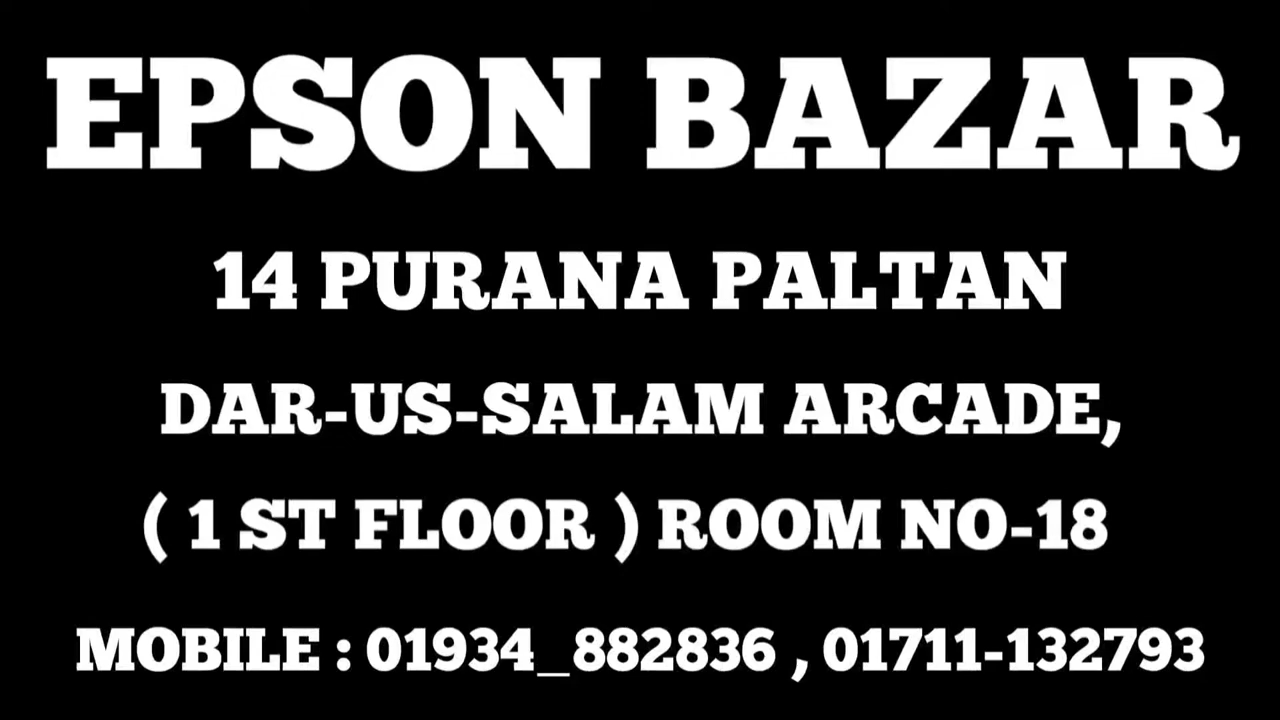 EPSON BAZAR
14 PURANA PALTAN
DAR-US-SALAM ARCADE,
( 1 ST FLOOR ) ROOM NO-18
MOBILE : 01934_882836 , 01711-132793